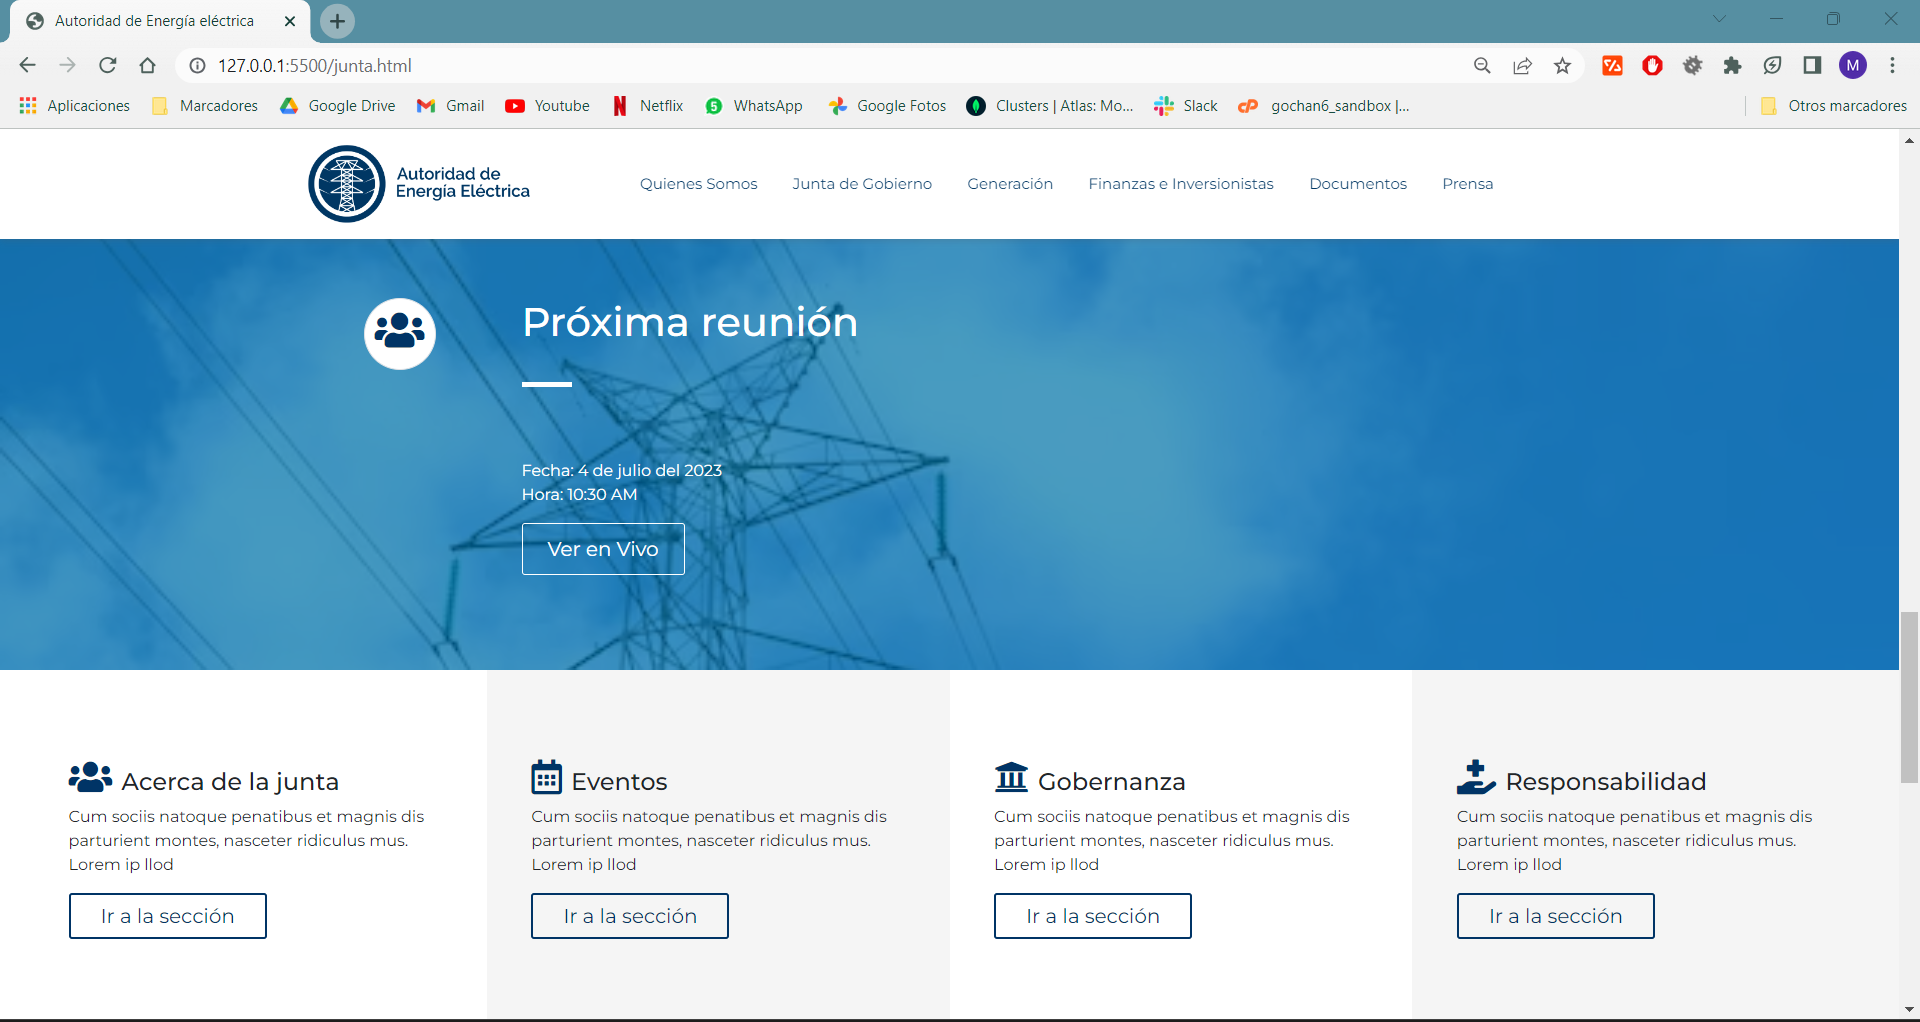 Autoridad de Energía eléctrica
127.0.0.1:5500/junta.html
M
Aplicaciones
Marcadores
Google Drive
Gmail
Youtube
Netflix
WhatsApp
Google Fotos
Clusters | Atlas: Mo...
Slack
gochan6_sandbox |...
Otros marcadores
Autoridad de
Energía Eléctrica
Quienes Somos
Junta de Gobierno
Generación
Finanzas e Inversionistas
Documentos
Prensa
Próxima reunión
Fecha: 4 de julio del 2023
Hora: 10:30 AM
Ver en Vivo
Acerca de la junta
Cum sociis natoque penatibus et magnis dis
parturient montes, nasceter ridiculus mus.
Lorem ip llod
Ir a la sección
Eventos
Cum sociis natoque penatibus et magnis dis
parturient montes, nasceter ridiculus mus.
Lorem ip llod
Ir a la sección
Gobernanza
Cum sociis natoque penatibus et magnis dis
parturient montes, nasceter ridiculus mus.
Lorem ip llod
Ir a la sección
Responsabilidad
Cum sociis natoque penatibus et magnis dis
parturient montes, nasceter ridiculus mus.
Lorem ip llod
Ir a la sección